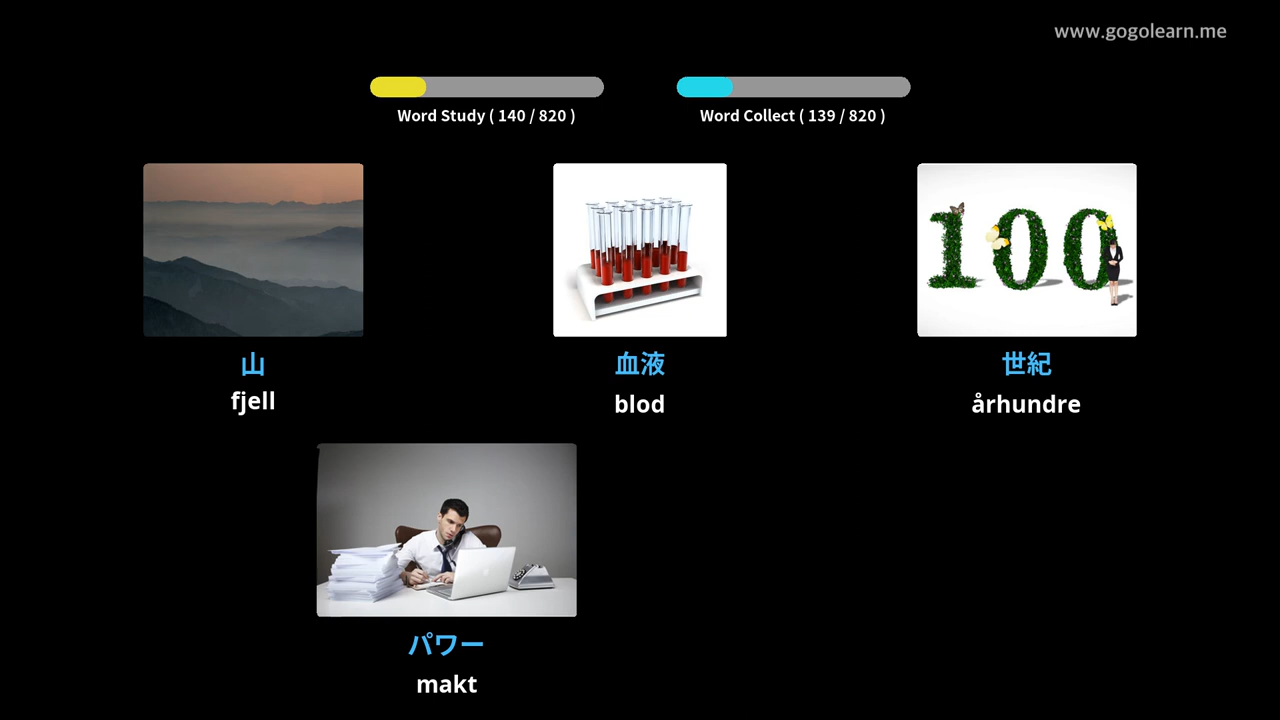 www.gogolearn.me
Word Study ( 140 / 820 )
Word Collect ( 139 / 820 )
山
fjell
血液
blod
世紀
århundre
パワー
makt